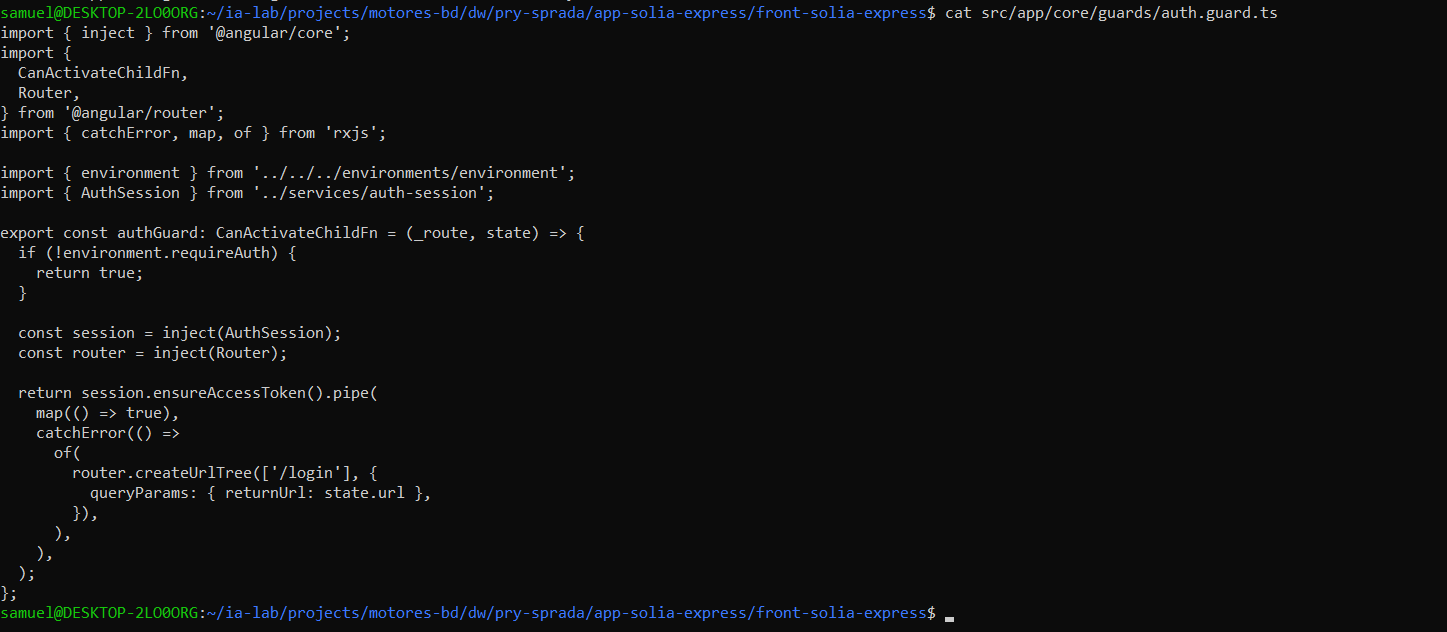 samuel@DESKTOP-2LO0ORG:~/ia-lab/projects/motores-bd/dw/pry-sprada/app-solia-express/front-solia-express$ cat src/app/core/guards/auth.guard.ts
import { inject } from '@angular/core';
import {
  CanActivateChildFn,
  Router,
} from '@angular/router';
import { catchError, map, of } from 'rxjs';

import { environment } from '../../../environments/environment';
import { AuthSession } from '../services/auth-session';

export const authGuard: CanActivateChildFn = (_route, state) => {
  if (!environment.requireAuth) {
    return true;
  }

  const session = inject(AuthSession);
  const router = inject(Router);

  return session.ensureAccessToken().pipe(
    map(() => true),
    catchError(() =>
      of(
        router.createUrlTree(['/login'], {
          queryParams: { returnUrl: state.url },
        }),
      ),
    ),
  );
};
samuel@DESKTOP-2LO0ORG:~/ia-lab/projects/motores-bd/dw/pry-sprada/app-solia-express/front-solia-express$